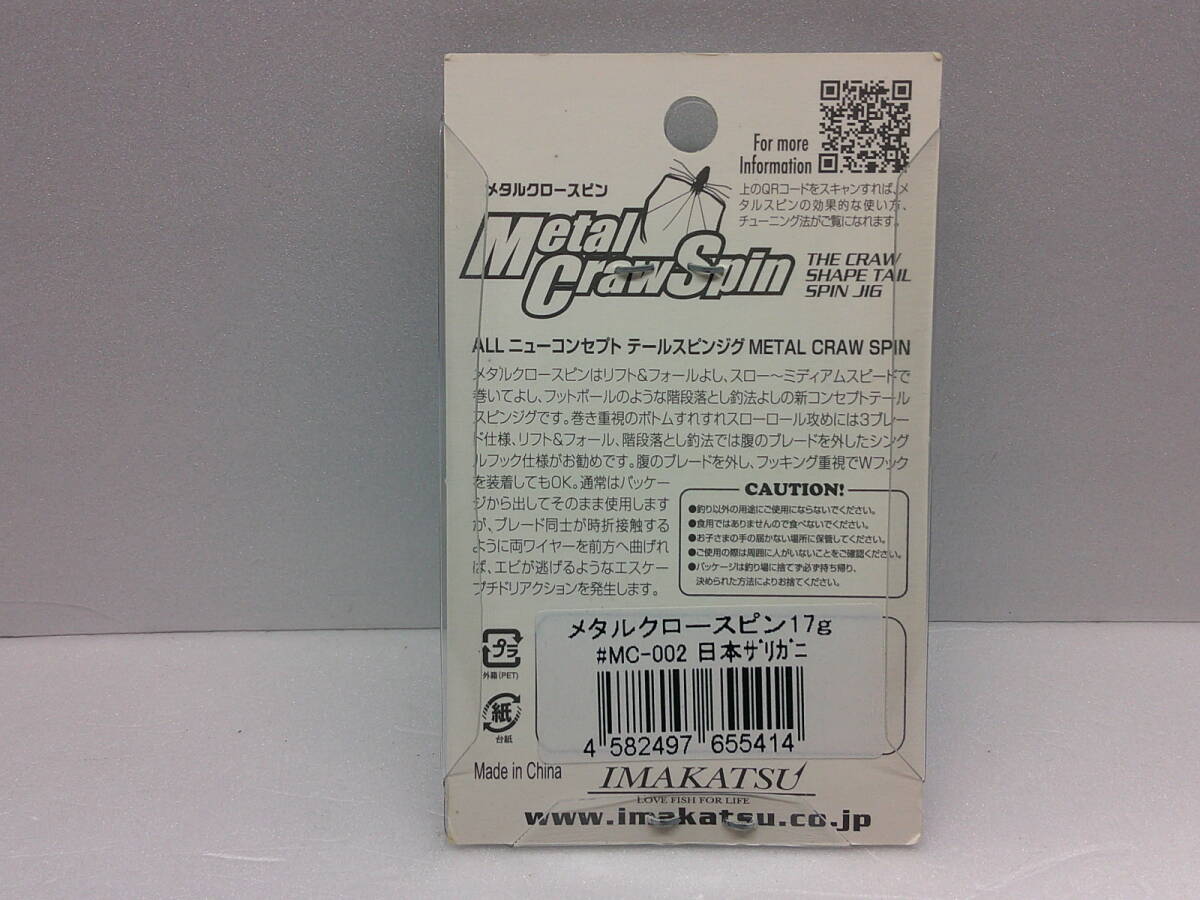 For more
Information
上のQRコードをスキャンすれば、メ
タルスピンの効果的な使い方、
チューニング法がご覧になれます。
メタルクロースピン
Metal
CrawSpin
THE CRAW
SHAPE TAIL
SPIN JIG
ALL ニューコンセプト テールスピンジグ METAL CRAW SPIN
メタルクロースピンはリフト&フォールよし、スロー〜ミディアムスピードで
巻いてよし、フットボールのような階段落とし釣法よしの新コンセプトテール
スピンジグです。巻き重視のボトムすれすれスローロール攻めには3ブレー
ド仕様、リフト&フォール、階段落とし釣法では腹のブレードを外したシング
ルフック仕様がお勧めです。腹のブレードを外し、フッキング重視でWフック
を装着してもOK。通常はパッケー
ジから出してそのまま使用します
が、ブレード同士が時折接触する
ように両ワイヤーを前方へ曲げれ
ば、エビが逃げるようなエスケー
プチドリアクションを発生します。
CAUTION!
●釣り以外の用途にご使用にならないでください。
●食用ではありませんので食べないでください。
●お子さまの手の届かない場所に保管してください。
●ご使用の際は周囲に人がいないことをご確認ください。
●パッケージは釣り場に捨てず必ず持ち帰り、
決められた方法によりお捨てください。
メタルクロースピン17g
#MC-002 日本ザリガニ
4 582497 655414
プラ
外箱(PET)
紙
台紙
Made in China
IMAKATSU
LOVE FISH FOR LIFE
www.imakatsu.co.jp